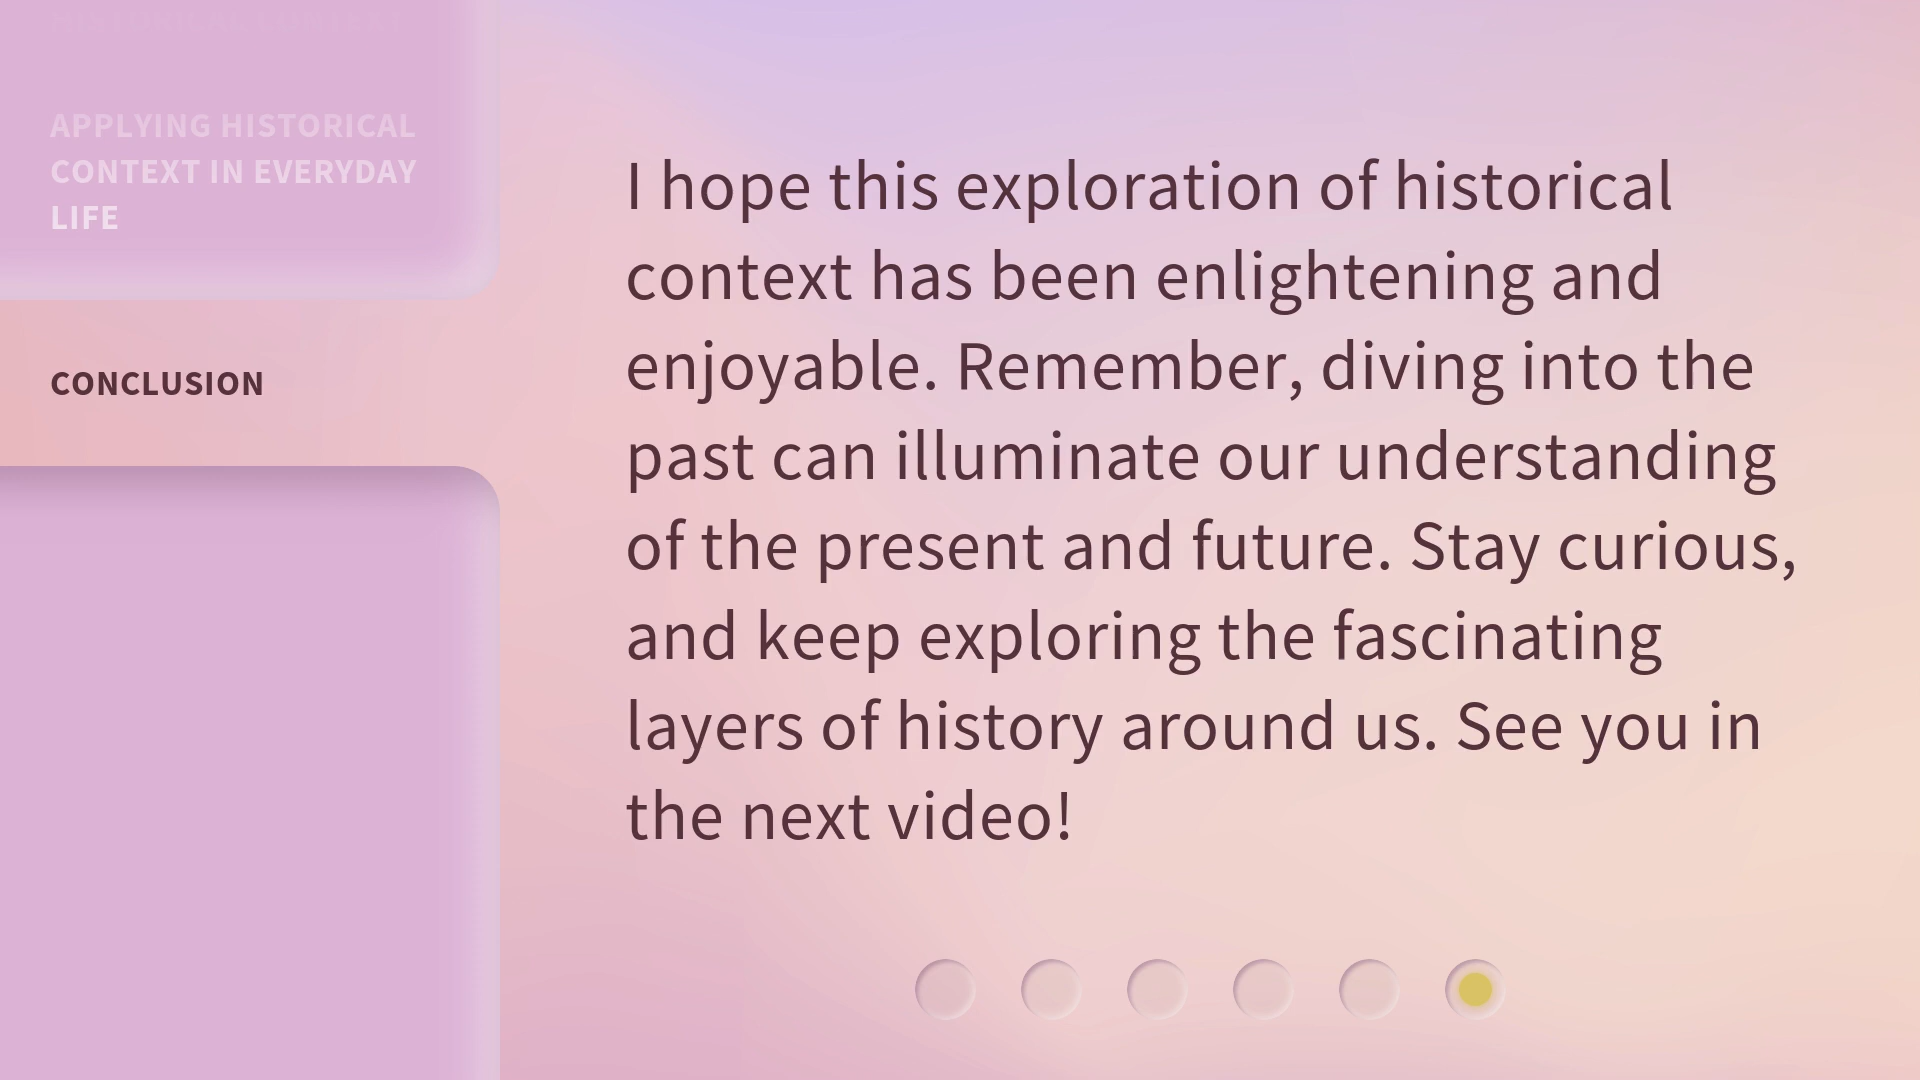 APPLYING HISTORICAL
CONTEXT IN EVERYDAY
LIFE
CONCLUSION
I hope this exploration of historical
context has been enlightening and
enjoyable. Remember, diving into the
past can illuminate our understanding
of the present and future. Stay curious,
and keep exploring the fascinating
layers of history around us. See you in
the next video!